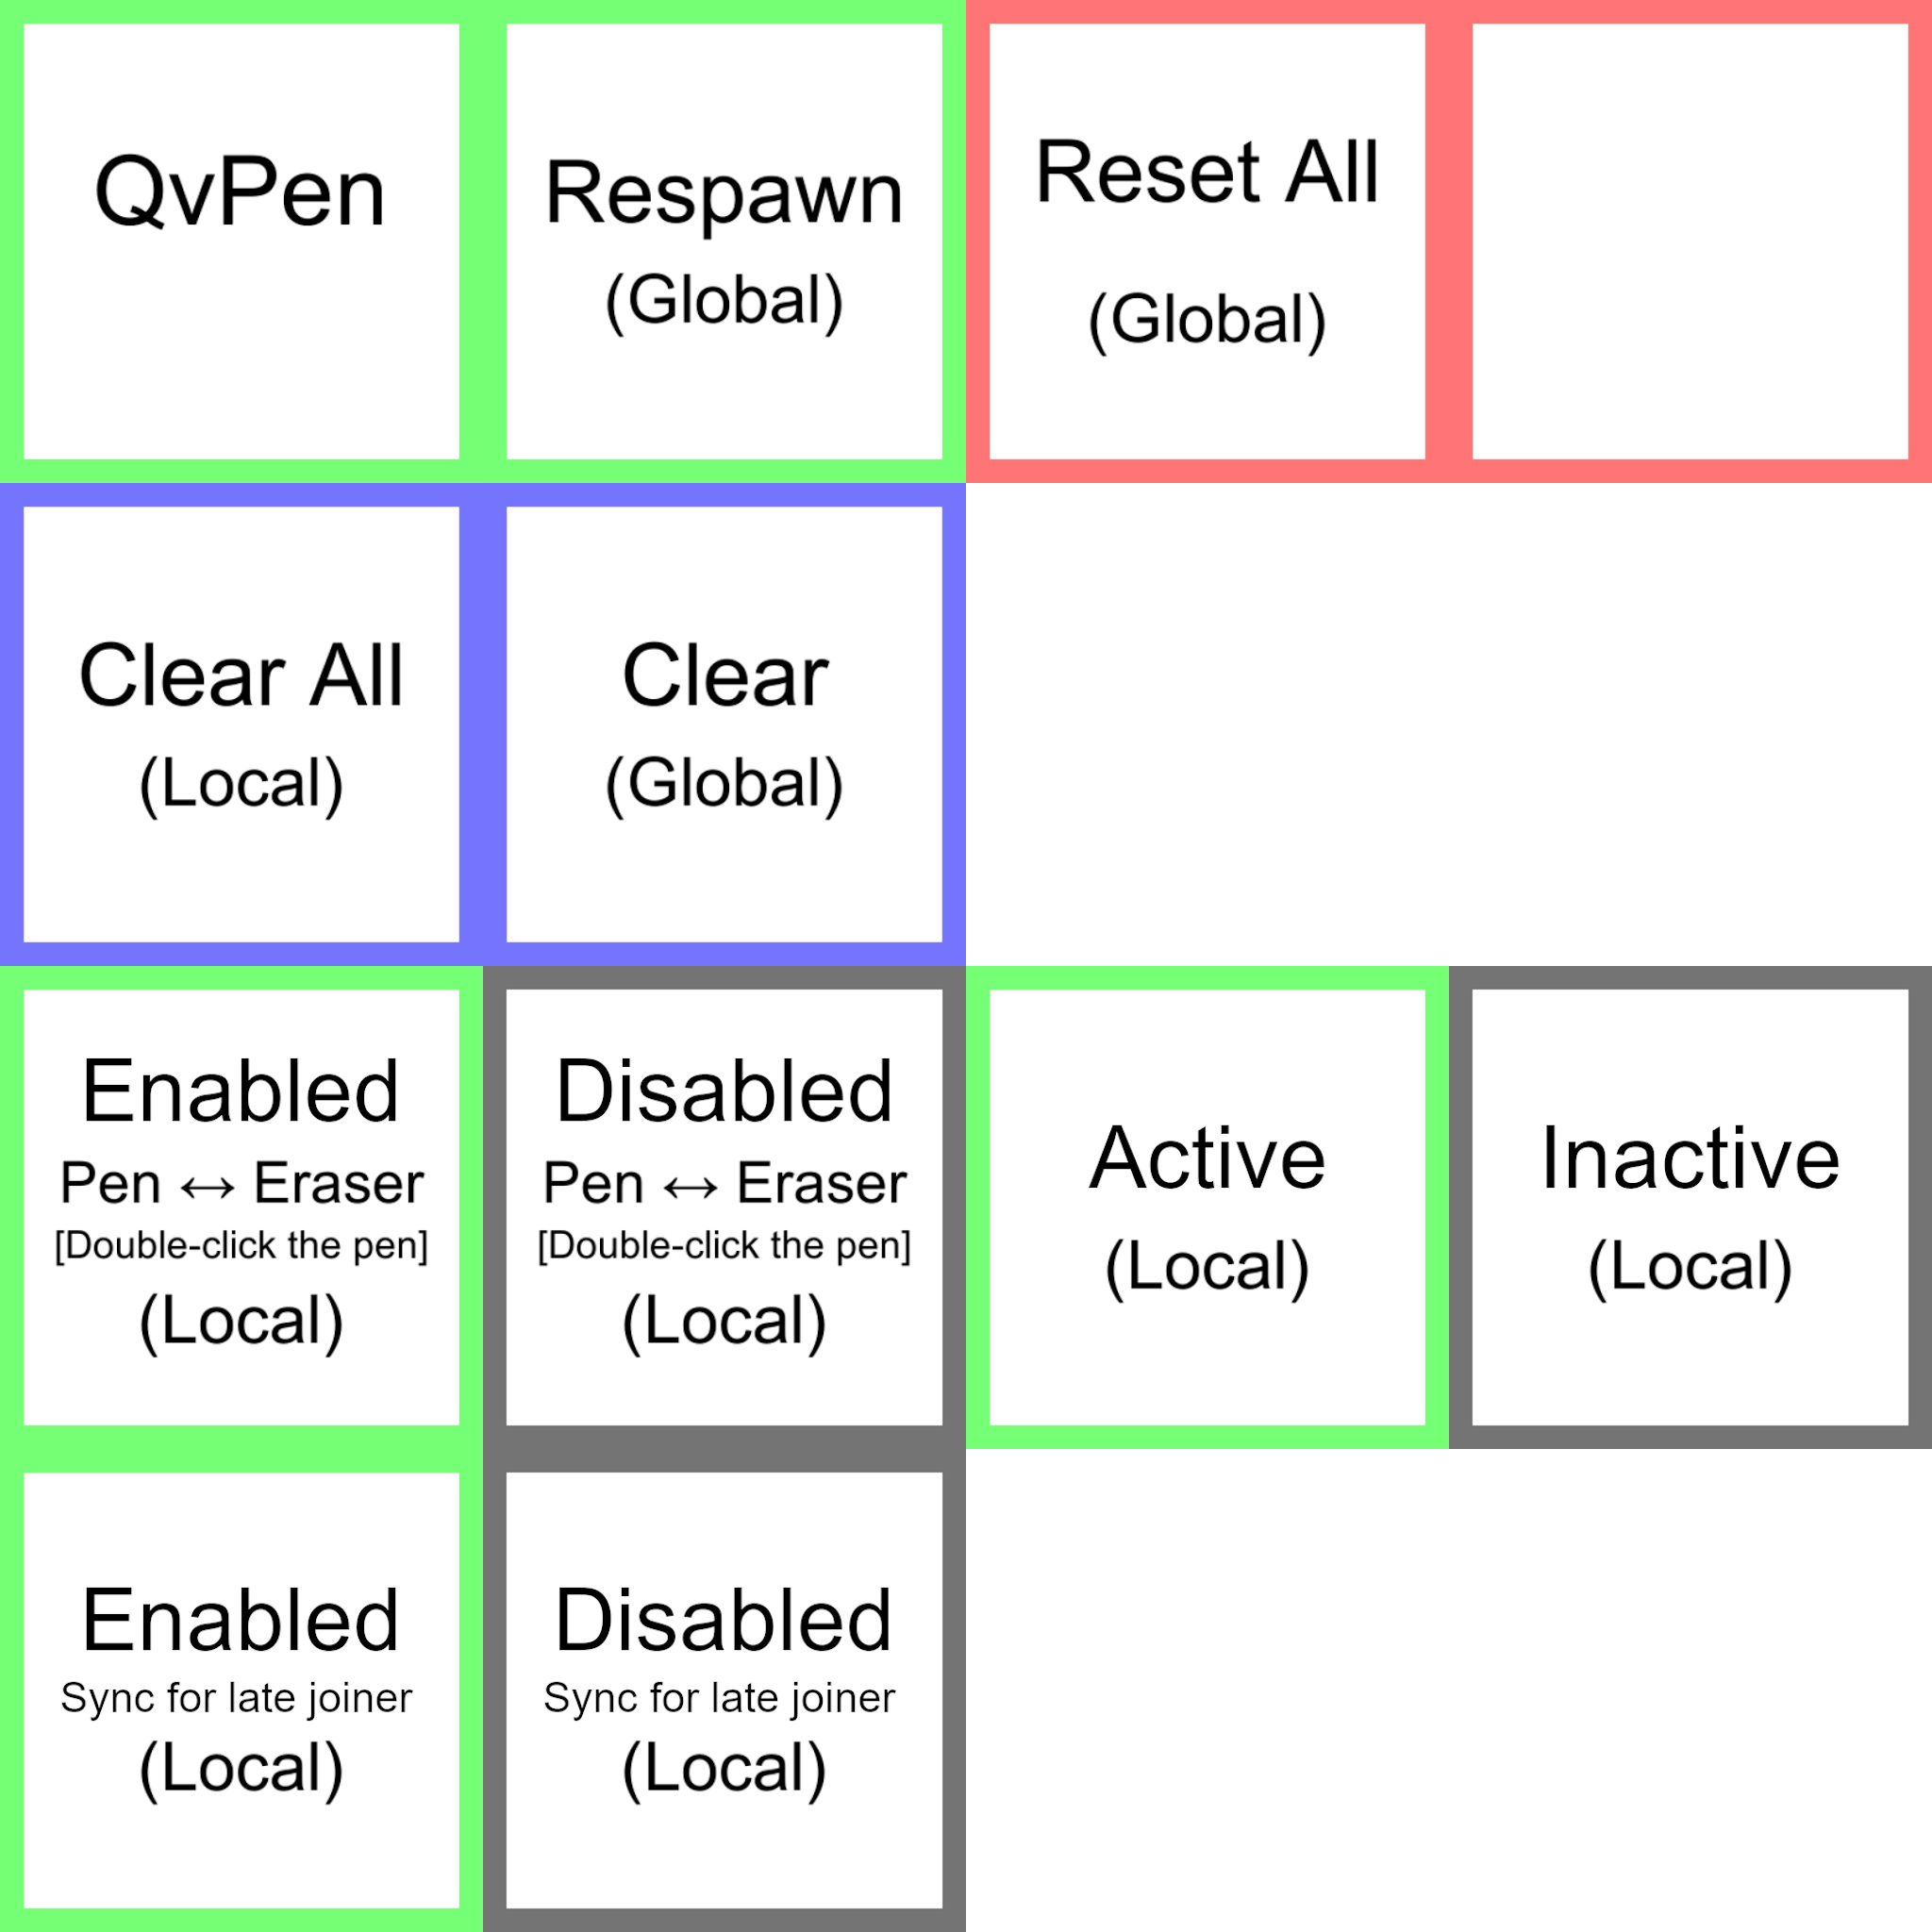 QvPen
Respawn
(Global)
Reset All
(Global)
Clear All
(Local)
Clear
(Global)
Enabled
Pen ↔ Eraser
[Double-click the pen]
(Local)
Disabled
Pen ↔ Eraser
[Double-click the pen]
(Local)
Active
(Local)
Inactive
(Local)
Enabled
Sync for late joiner
(Local)
Disabled
Sync for late joiner
(Local)